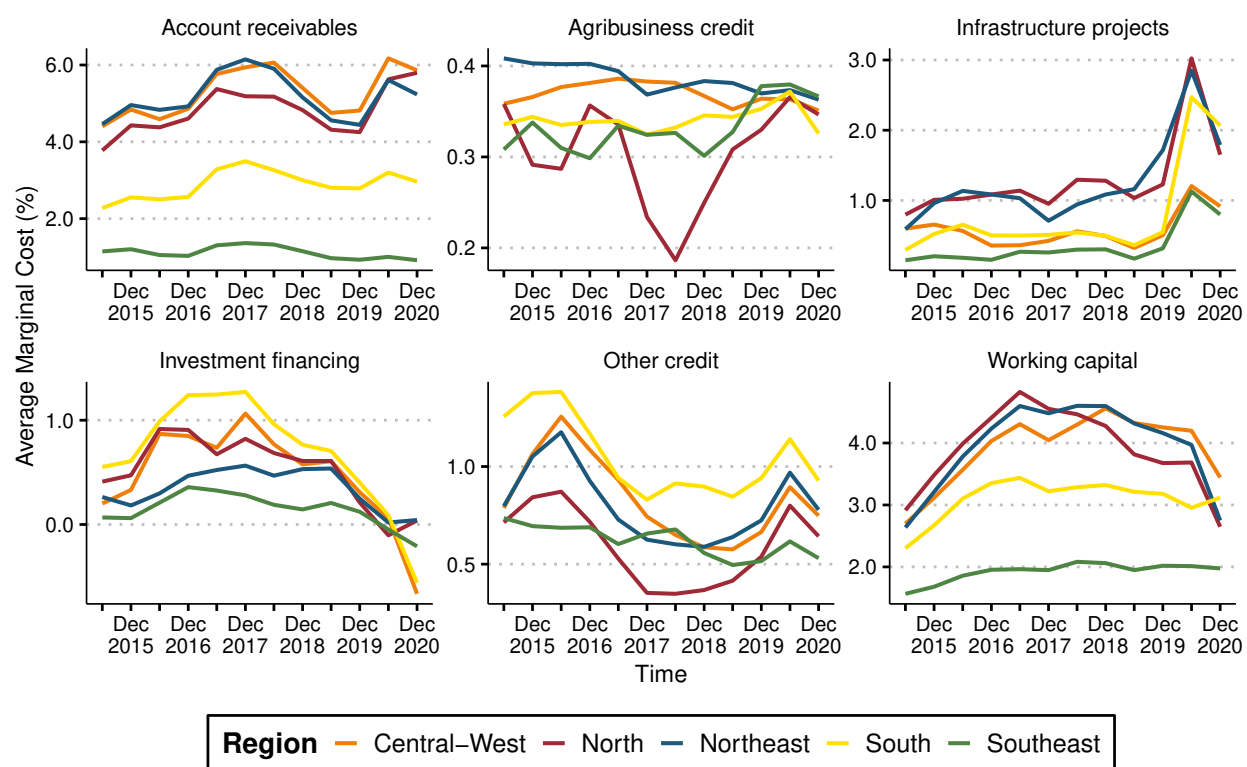 Account receivables
Agribusiness credit
Infrastructure projects
6.0
4.0
2.0
0.4
0.3
0.2
3.0
2.0
1.0
Dec Dec Dec Dec Dec Dec
2015 2016 2017 2018 2019 2020
Dec Dec Dec Dec Dec Dec
2015 2016 2017 2018 2019 2020
Dec Dec Dec Dec Dec Dec
2015 2016 2017 2018 2019 2020
Average Marginal Cost (%)
Investment financing
Other credit
Working capital
1.0
0.0
1.0
0.5
4.0
3.0
2.0
Dec Dec Dec Dec Dec Dec
2015 2016 2017 2018 2019 2020
Dec Dec Dec Dec Dec Dec
2015 2016 2017 2018 2019 2020
Dec Dec Dec Dec Dec Dec
2015 2016 2017 2018 2019 2020
Time
Region Central−West North Northeast South Southeast